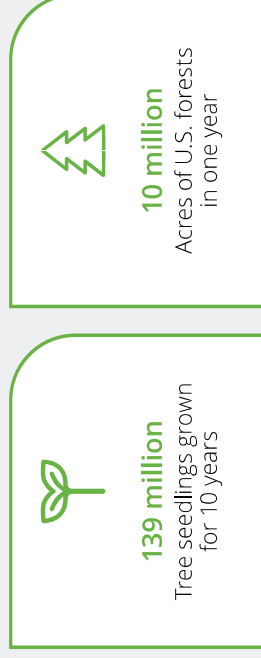 139 million
Tree seedlings grown
for 10 years
10 million
Acres of U.S. forests
in one year